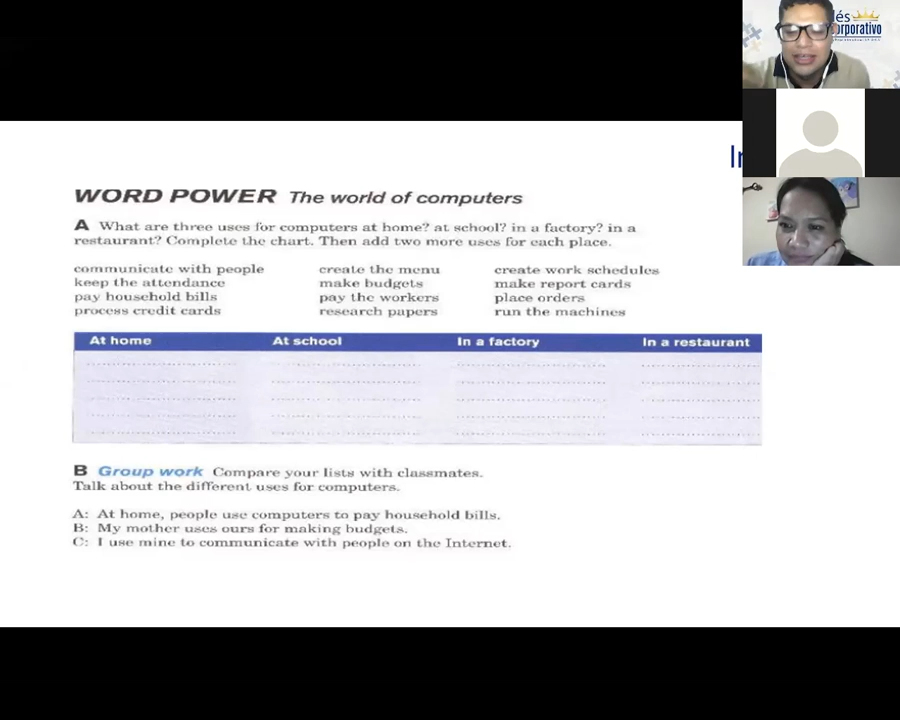 és
orporativo
WORD POWER The world of computers
A What are three uses for computers at home? at school? in a factory? in a
restaurant? Complete the chart. Then add two more uses for each place.
communicate with people create the menu create work schedules
keep the attendance make budgets make report cards
pay household bills pay the workers place orders
process credit cards research papers run the machines
At home At school In a factory In a restaurant
B Group work Compare your lists with classmates.
Talk about the different uses for computers.
A: At home, people use computers to pay household bills.
B: My mother uses ours for making budgets.
C: I use mine to communicate with people on the Internet.